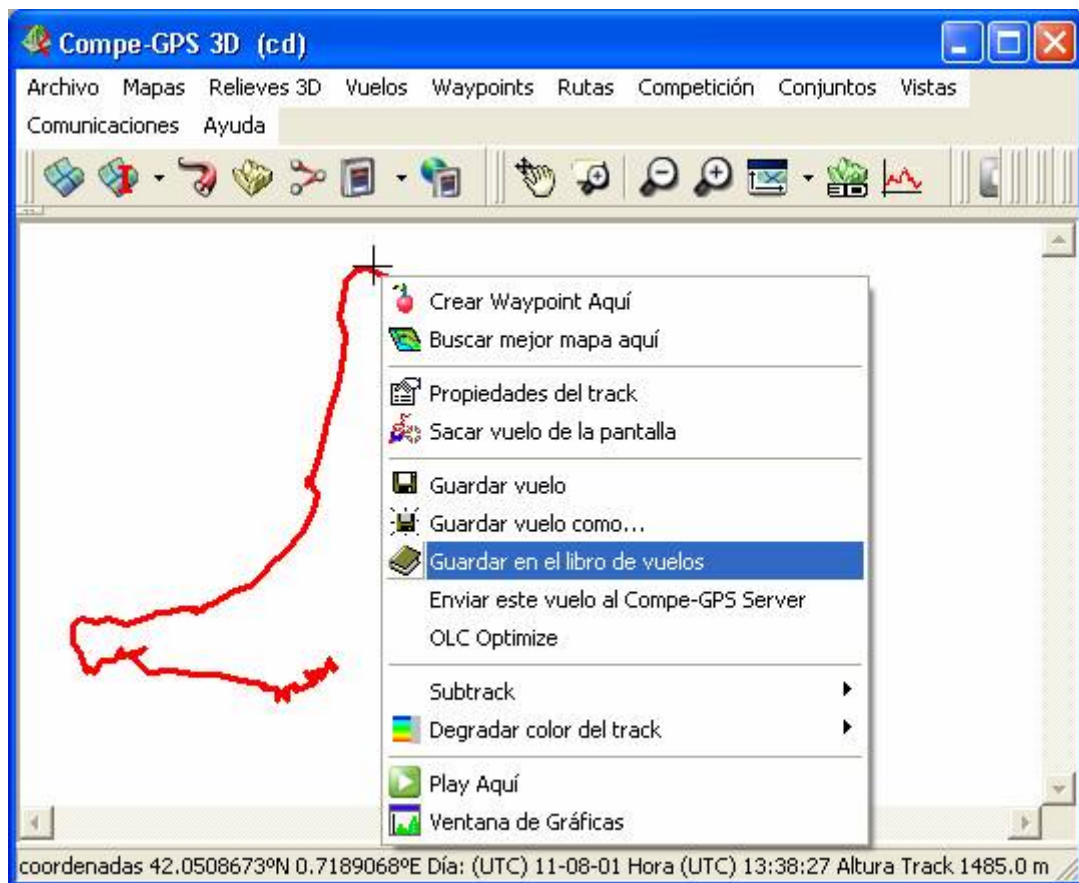 Compe-GPS 3D (cd)
Archivo Mapas Relieves 3D Vuelos Waypoints Rutas Competición Conjuntos Vistas
Comunicaciones Ayuda
Crear Waypoint Aquí
Buscar mejor mapa aquí
Propiedades del track
Sacar vuelo de la pantalla
Guardar vuelo
Guardar vuelo como...
Guardar en el libro de vuelos
Enviar este vuelo al Compe-GPS Server
OLC Optimize
Subtrack
Degradar color del track
Play Aquí
Ventana de Gráficas
coordenadas 42.0508673ºN 0.7189068ºE Día: (UTC) 11-08-01 Hora (UTC) 13:38:27 Altura Track 1485.0 m